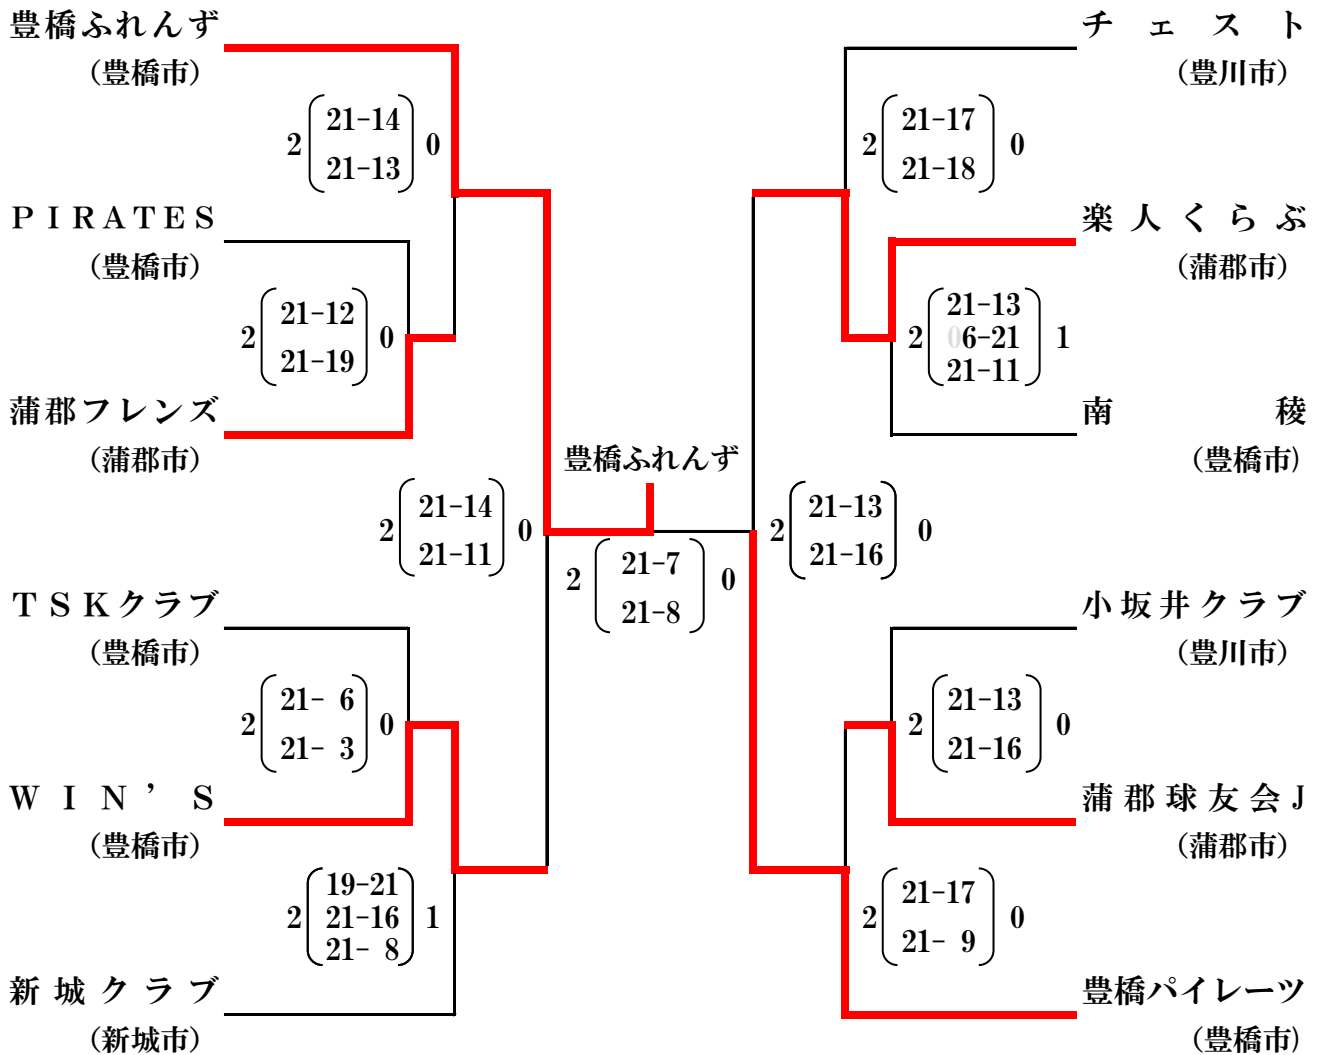 豊橋ふれんず
(豊橋市)
2 21-14 0
21-13
PIRATES
(豊橋市)
2 21-12 0
21-19
蒲郡フレンズ
(蒲郡市)
2 21-14 0
21-11
TSKクラブ
(豊橋市)
2 21- 6 0
21- 3
WIN’S
(豊橋市)
19-21
2 21-16 1
21- 8
新城クラブ
(新城市)
豊橋ふれんず
2 21-7 0
21-8
チェスト
(豊川市)
2 21-17 0
21-18
楽人くらぶ
(蒲郡市)
21-13
2 06-21 1
21-11
南稜
(豊橋市)
2 21-13 0
21-16
小坂井クラブ
(豊川市)
2 21-13 0
21-16
蒲郡球友会J
(蒲郡市)
2 21-17 0
21- 9
豊橋パイレーツ
(豊橋市)